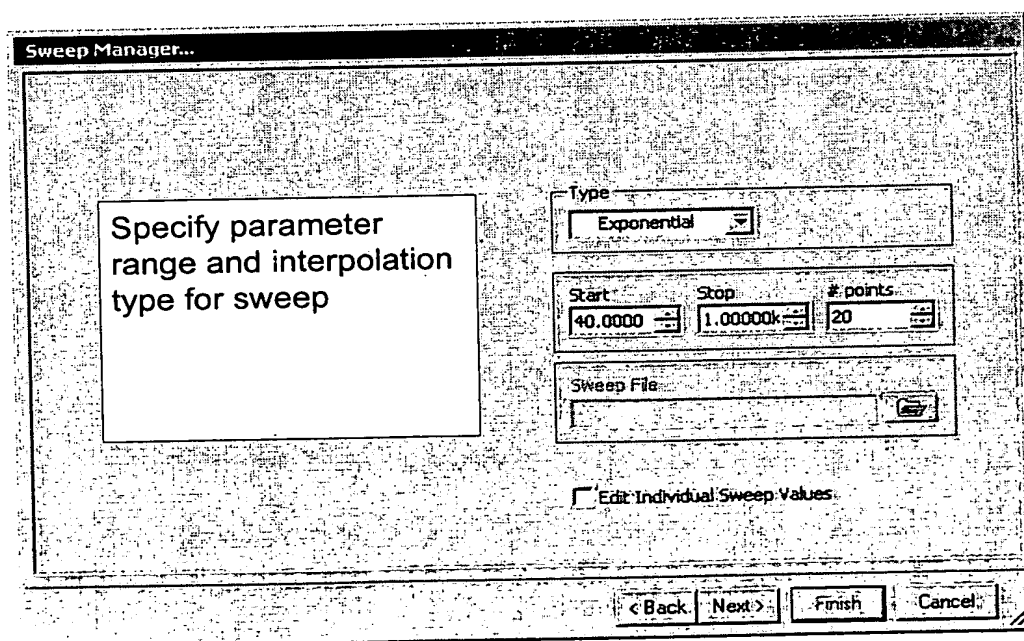 Sweep Manager...
Specify parameter
range and interpolation
type for sweep
Type
Exponential
Start
Stop
# points
40.0000
1.00000k
20
Sweep File
Edit Individual Sweep Values
< Back
Next >
Finish
Cancel